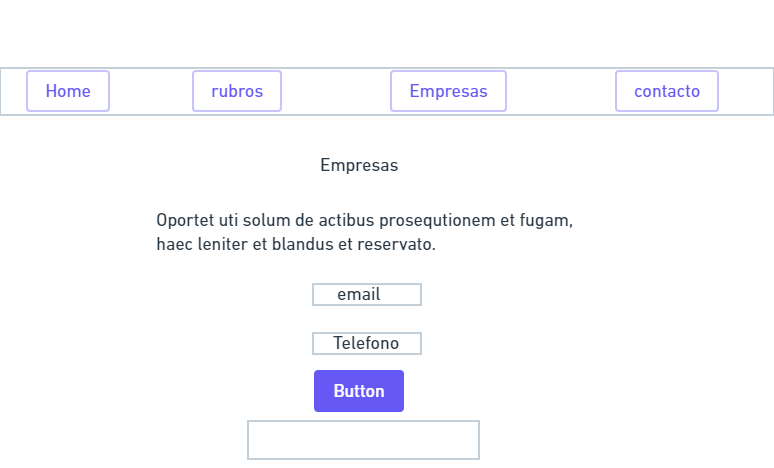 Home rubros Empresas contacto
Empresas
Oportet uti solum de actibus prosequtionem et fugam,
haec leniter et blandus et reservato.
email
Telefono
Button